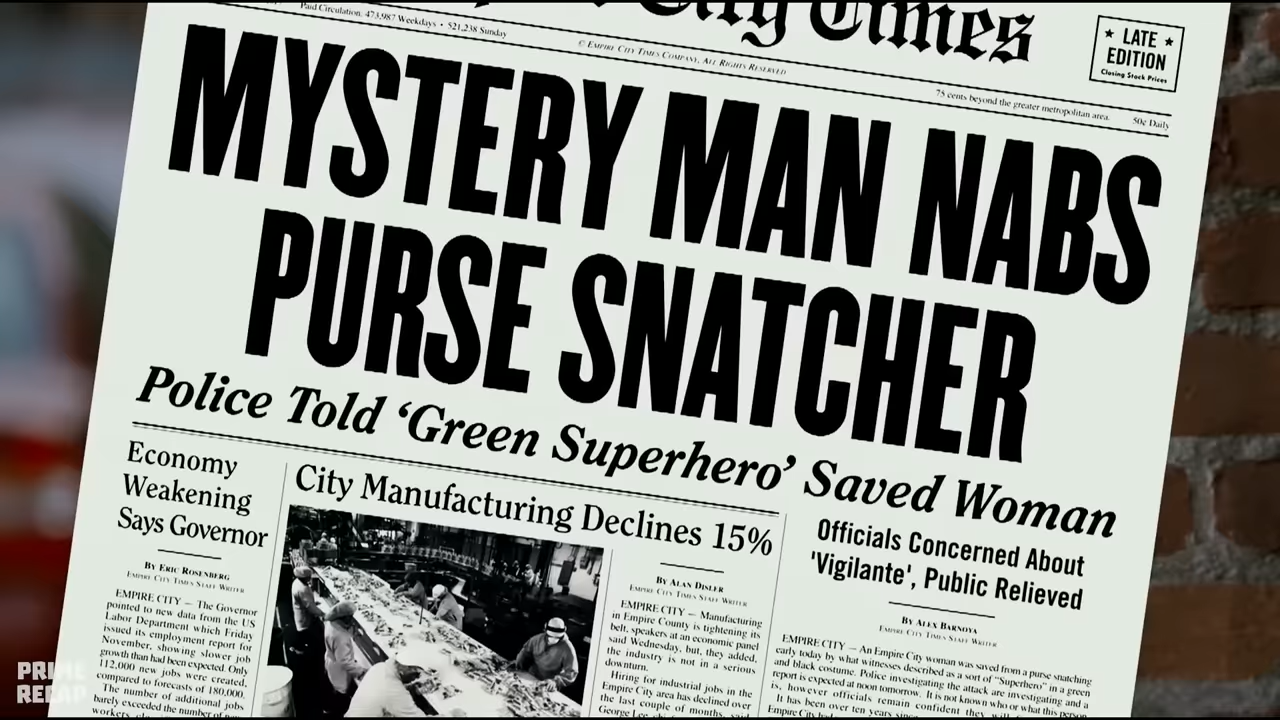 City Times
Paid Circulation: 473,987 Weekdays • 521,238 Sunday
© EMPIRE CITY TIMES COMPANY, ALL RIGHTS RESERVED
75 cents beyond the greater metropolitan area.
50¢ Daily
★ LATE ★
EDITION
Closing Stock Prices
MYSTERY MAN NABS
PURSE SNATCHER
Police Told ‘Green Superhero’ Saved Woman
Economy
Weakening
Says Governor
BY ERIC ROSENBERG
EMPIRE CITY TIMES STAFF WRITER
EMPIRE CITY — The Governor
pointed to new data from the US
Labor Department which Friday
issued its employment report for
November, showing slower job
growth than had been expected. Only
112,000 new jobs were created,
compared to forecasts of 180,000.
The number of additional jobs
barely exceeded the number of new
City Manufacturing Declines 15%
BY ALAN DISLER
EMPIRE CITY TIMES STAFF WRITER
EMPIRE CITY — Manufacturing
in Empire County is tightening its
belt, speakers at an economic panel
said Wednesday, but, they added,
the industry is not in a serious
downturn.
Hiring for industrial jobs in the
Empire City area has declined over
the last couple of months, said
Officials Concerned About
'Vigilante', Public Relieved
BY ALEX BARNOYA
EMPIRE CITY TIMES STAFF WRITER
EMPIRE CITY — An Empire City woman was saved from a purse snatching
early today by what witnesses described as a sort of "Superhero" in a green
and black costume. Police investigating the attack are investigating and a
report is expected at noon tomorrow. It is not known who or what this person
is, however officials remain confident they will
It has been over ten years since
PRIME
RECAP